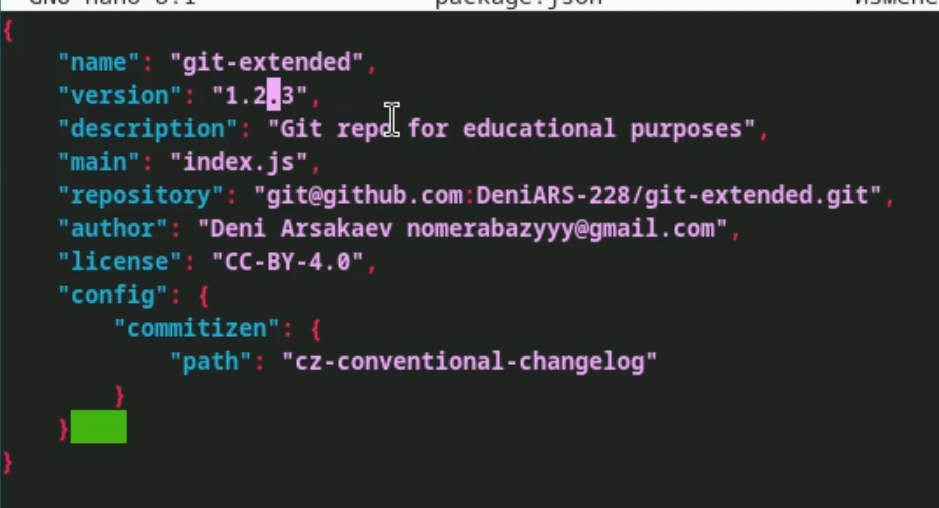 GNU nano 8.1 package.json
{
"name": "git-extended",
"version": "1.2.3",
"description": "Git repo for educational purposes",
"main": "index.js",
"repository": "git@github.com:DeniARS-228/git-extended.git",
"author": "Deni Arsakaev nomerabazyyy@gmail.com",
"license": "CC-BY-4.0",
"config": {
"commitizen": {
"path": "cz-conventional-changelog"
}
}
}